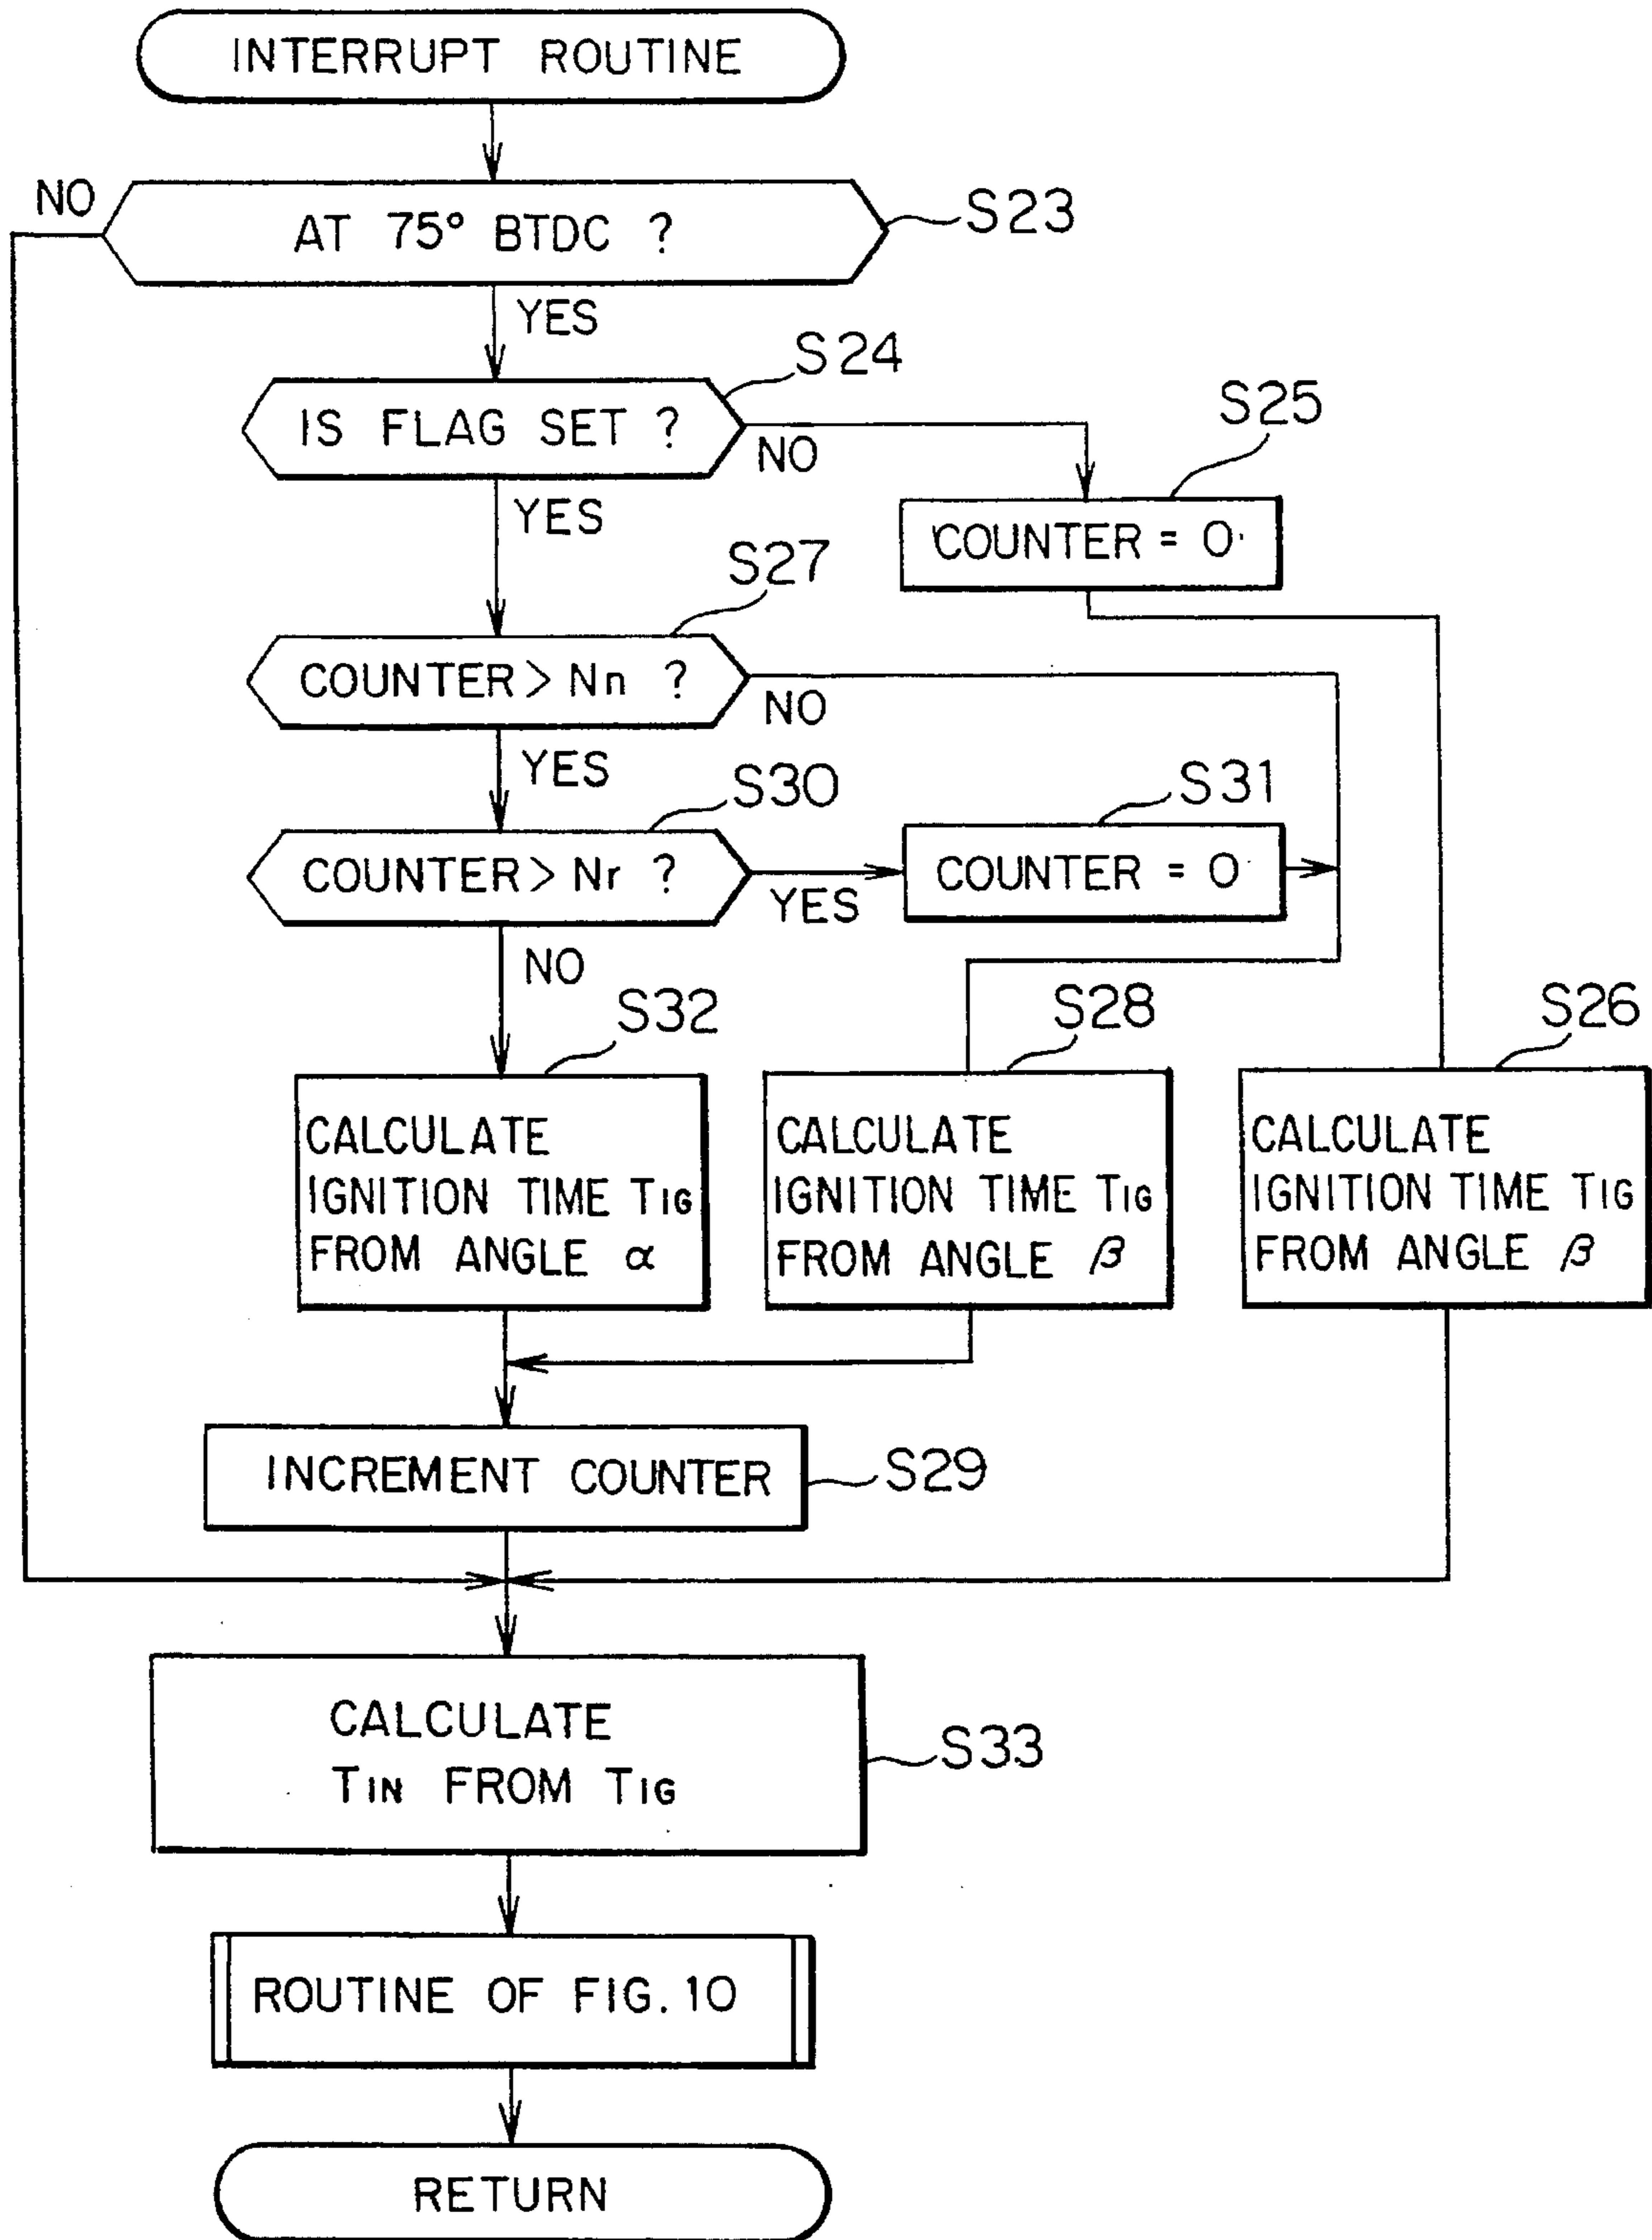 INTERRUPT ROUTINE
NO
AT 75° BTDC ?
S23
YES
S24
IS FLAG SET ?
NO
S25
YES
COUNTER = 0
S27
COUNTER > Nn ?
NO
YES
S30
S31
COUNTER > Nr ?
YES
COUNTER = 0
NO
S32
S28
S26
CALCULATE
IGNITION TIME TIG
FROM ANGLE α
CALCULATE
IGNITION TIME TIG
FROM ANGLE β
CALCULATE
IGNITION TIME TIG
FROM ANGLE β
INCREMENT COUNTER
S29
CALCULATE
TIN FROM TIG
S33
ROUTINE OF FIG. 10
RETURN